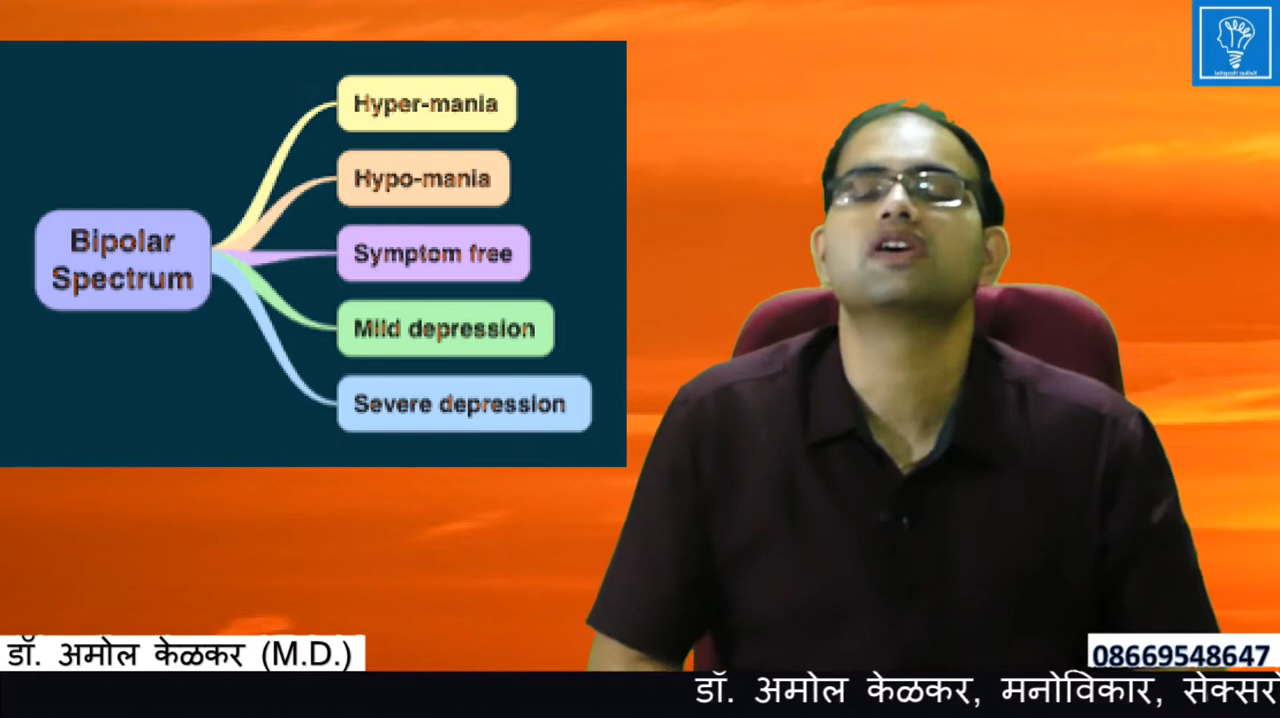 Hyper-mania
Hypo-mania
Bipolar
Spectrum
Symptom free
Mild depression
Severe depression
डॉ. अमोल केळकर (M.D.)
08669548647
डॉ. अमोल केळकर, मनोविकार,